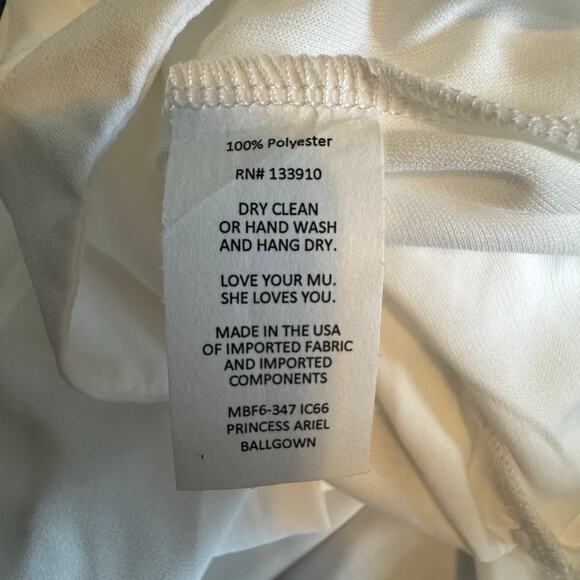 100% Polyester
RN# 133910
DRY CLEAN
OR HAND WASH
AND HANG DRY.
LOVE YOUR MU.
SHE LOVES YOU.
MADE IN THE USA
OF IMPORTED FABRIC
AND IMPORTED
COMPONENTS
MBF6-347 IC66
PRINCESS ARIEL
BALLGOWN